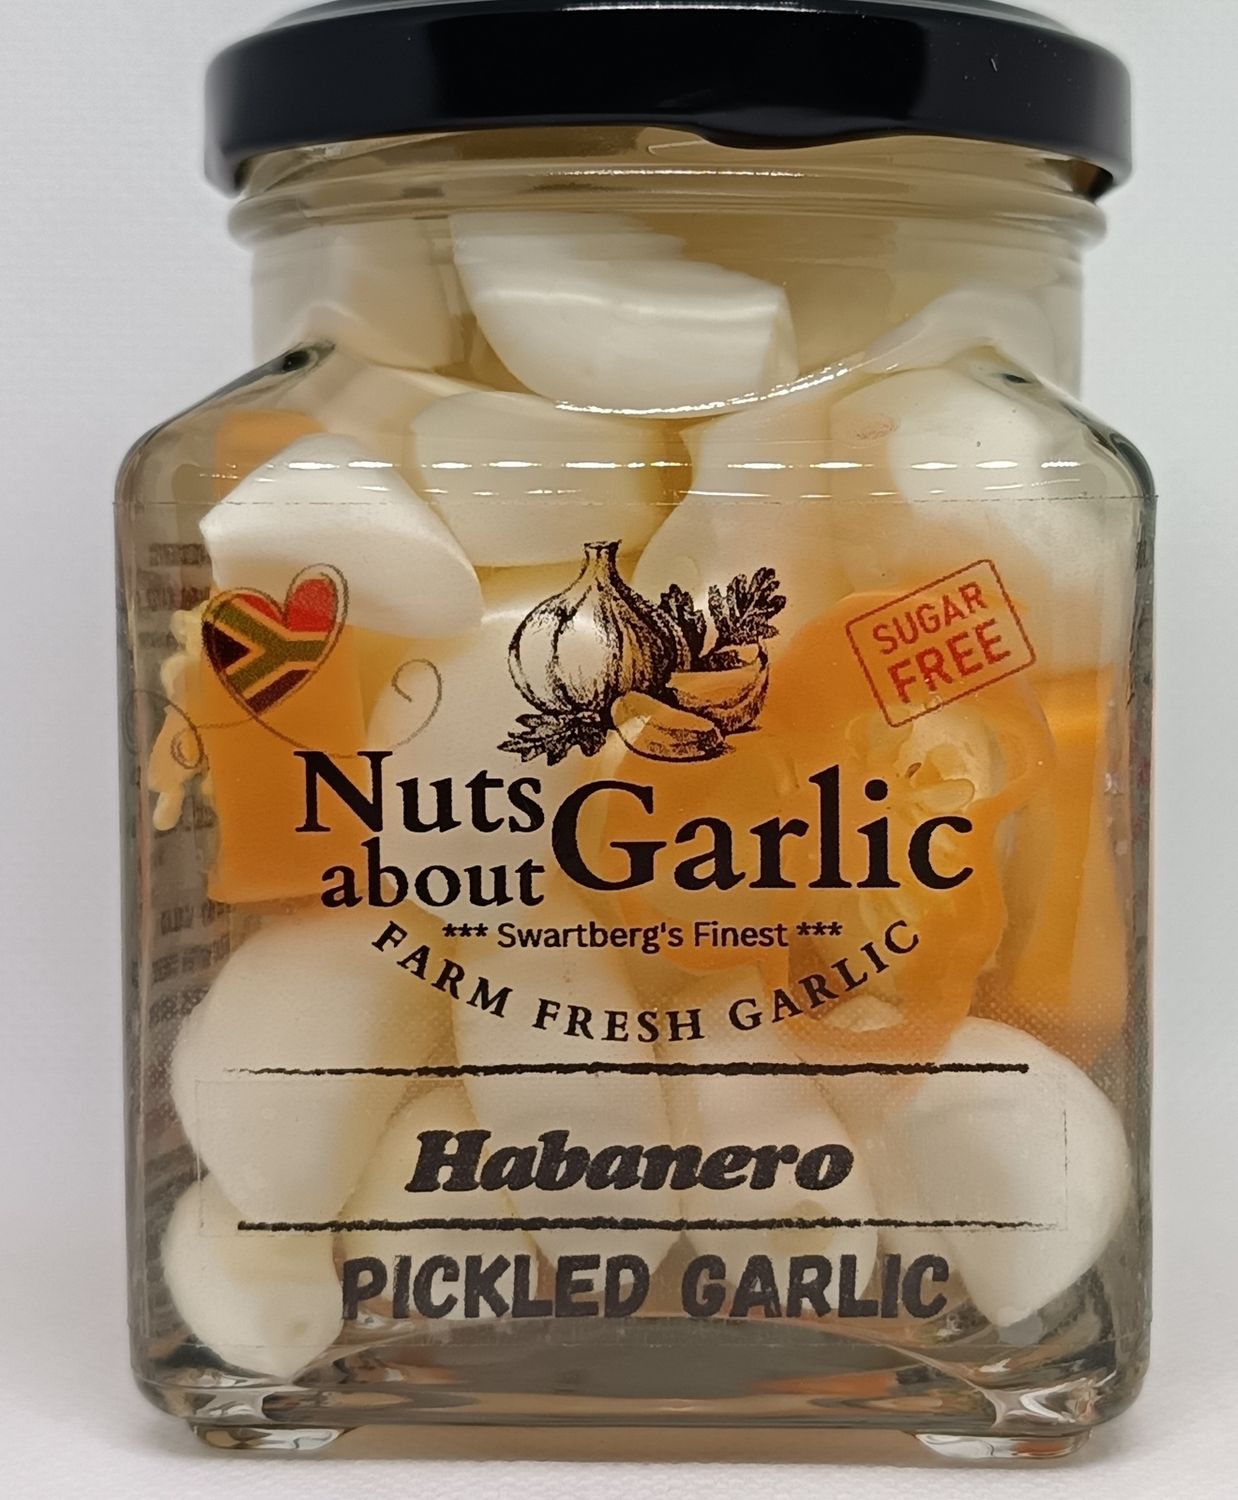 SUGAR
FREE
Nuts
about
Garlic
*** Swartberg's Finest ***
FARM FRESH GARLIC
Habanero
PICKLED GARLIC